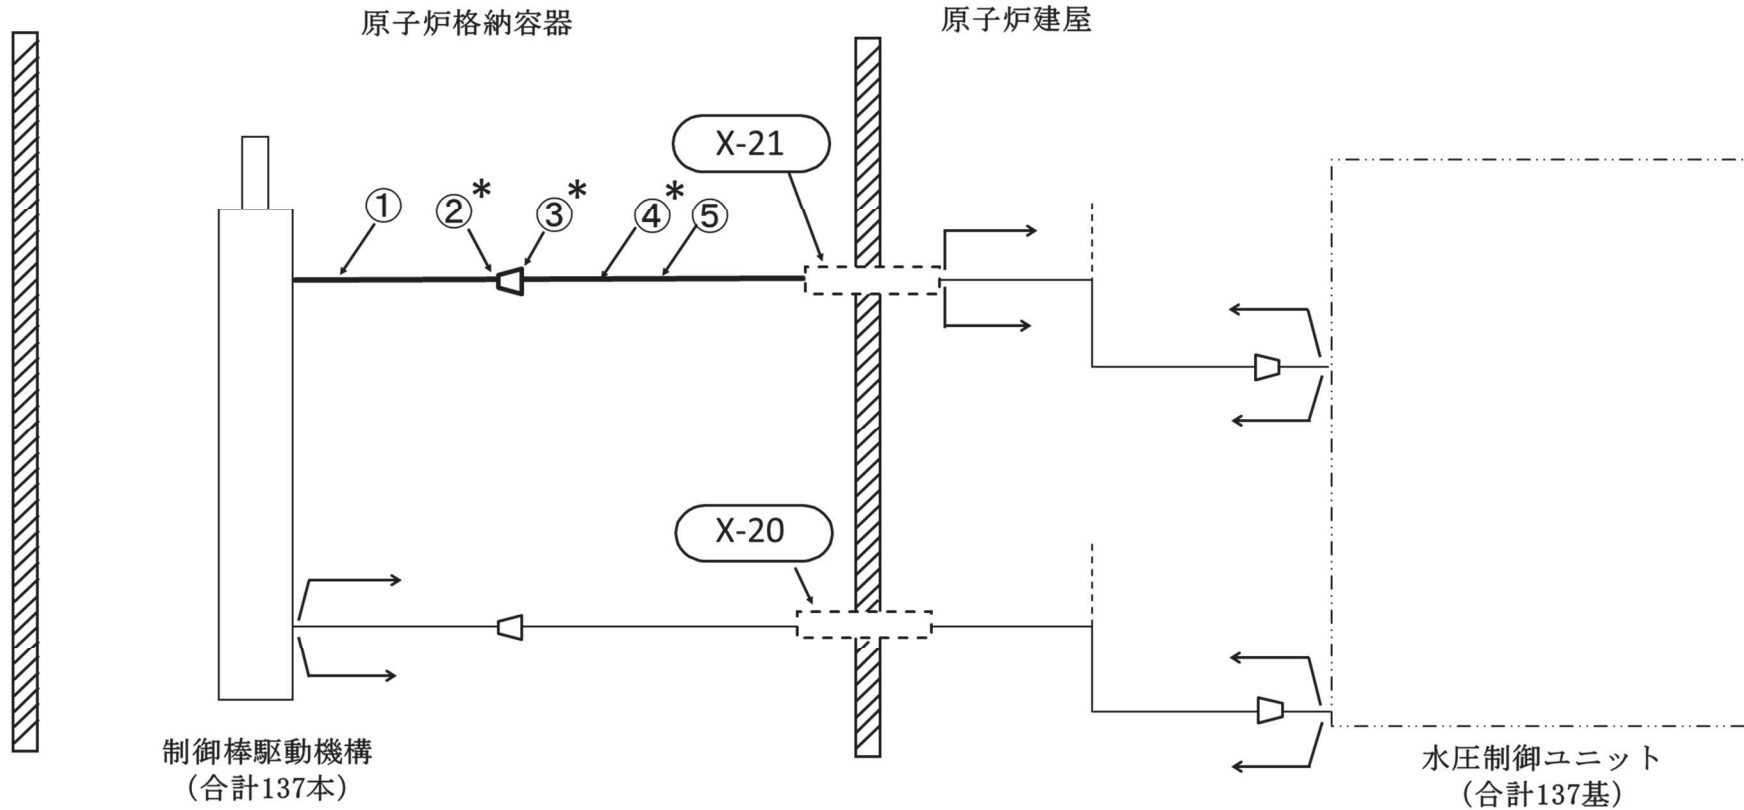 原子炉格納容器
原子炉建屋
X-21
① ②* ③* ④* ⑤
X-20
制御棒駆動機構
(合計137本)
水圧制御ユニット
(合計137基)